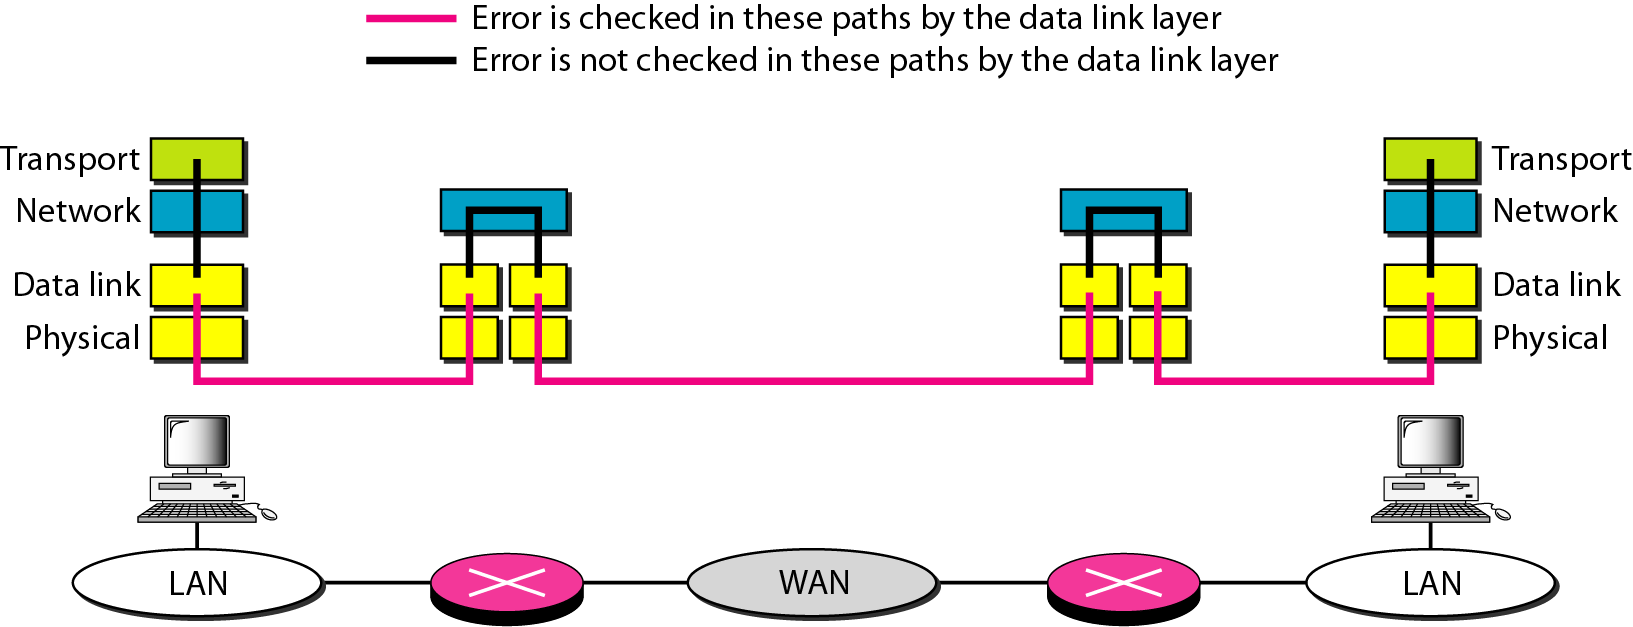 Error is checked in these paths by the data link layer
Error is not checked in these paths by the data link layer
Transport
Transport
Network
Network
Data link
Data link
Physical
Physical
LAN
WAN
LAN